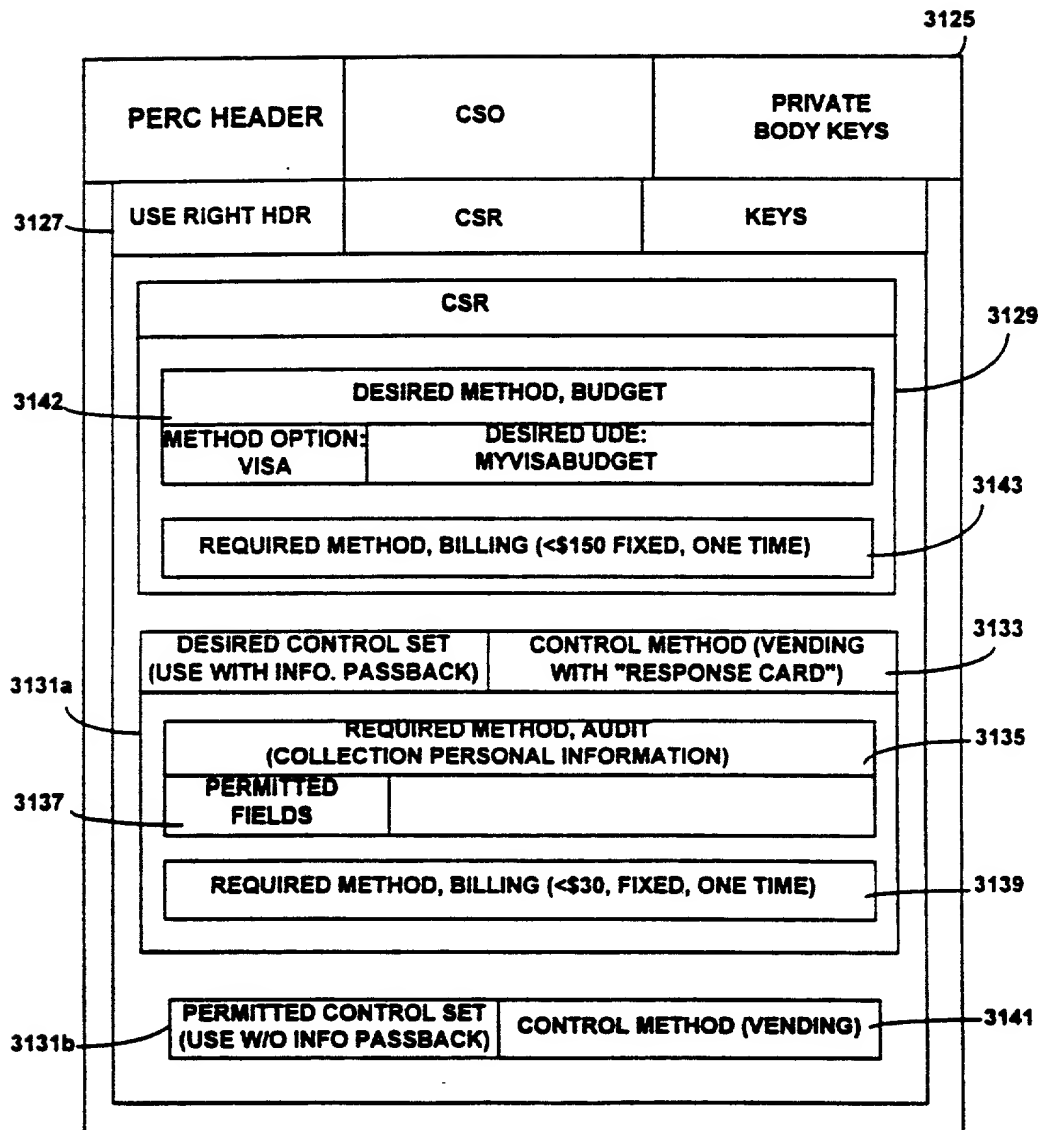 3125
PERC HEADER
CSO
PRIVATE
BODY KEYS
3127
USE RIGHT HDR
CSR
KEYS
CSR
3129
3142
DESIRED METHOD, BUDGET
METHOD OPTION:
VISA
DESIRED UDE:
MYVISABUDGET
3143
REQUIRED METHOD, BILLING (<$150 FIXED, ONE TIME)
DESIRED CONTROL SET
(USE WITH INFO. PASSBACK)
CONTROL METHOD (VENDING
WITH "RESPONSE CARD")
3133
3131a
REQUIRED METHOD, AUDIT
(COLLECTION PERSONAL INFORMATION)
3135
3137
PERMITTED
FIELDS
REQUIRED METHOD, BILLING (<$30, FIXED, ONE TIME)
3139
3131b
PERMITTED CONTROL SET
(USE W/O INFO PASSBACK)
CONTROL METHOD (VENDING)
3141